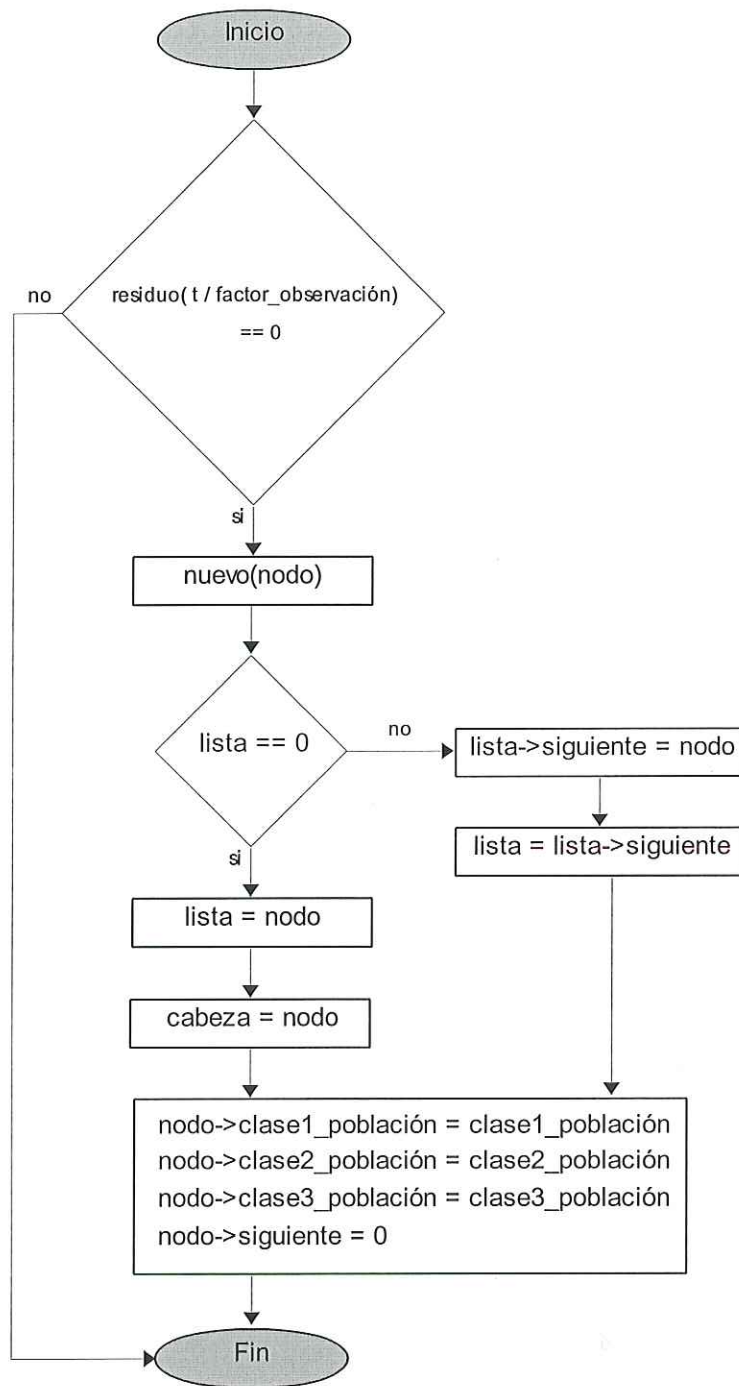 Inicio
no
residuo( t / factor_observación)
== 0
si
nuevo(nodo)
lista == 0
no
lista->siguiente = nodo
lista = lista->siguiente
si
lista = nodo
cabeza = nodo
nodo->clase1_población = clase1_población
nodo->clase2_población = clase2_población
nodo->clase3_población = clase3_población
nodo->siguiente = 0
Fin